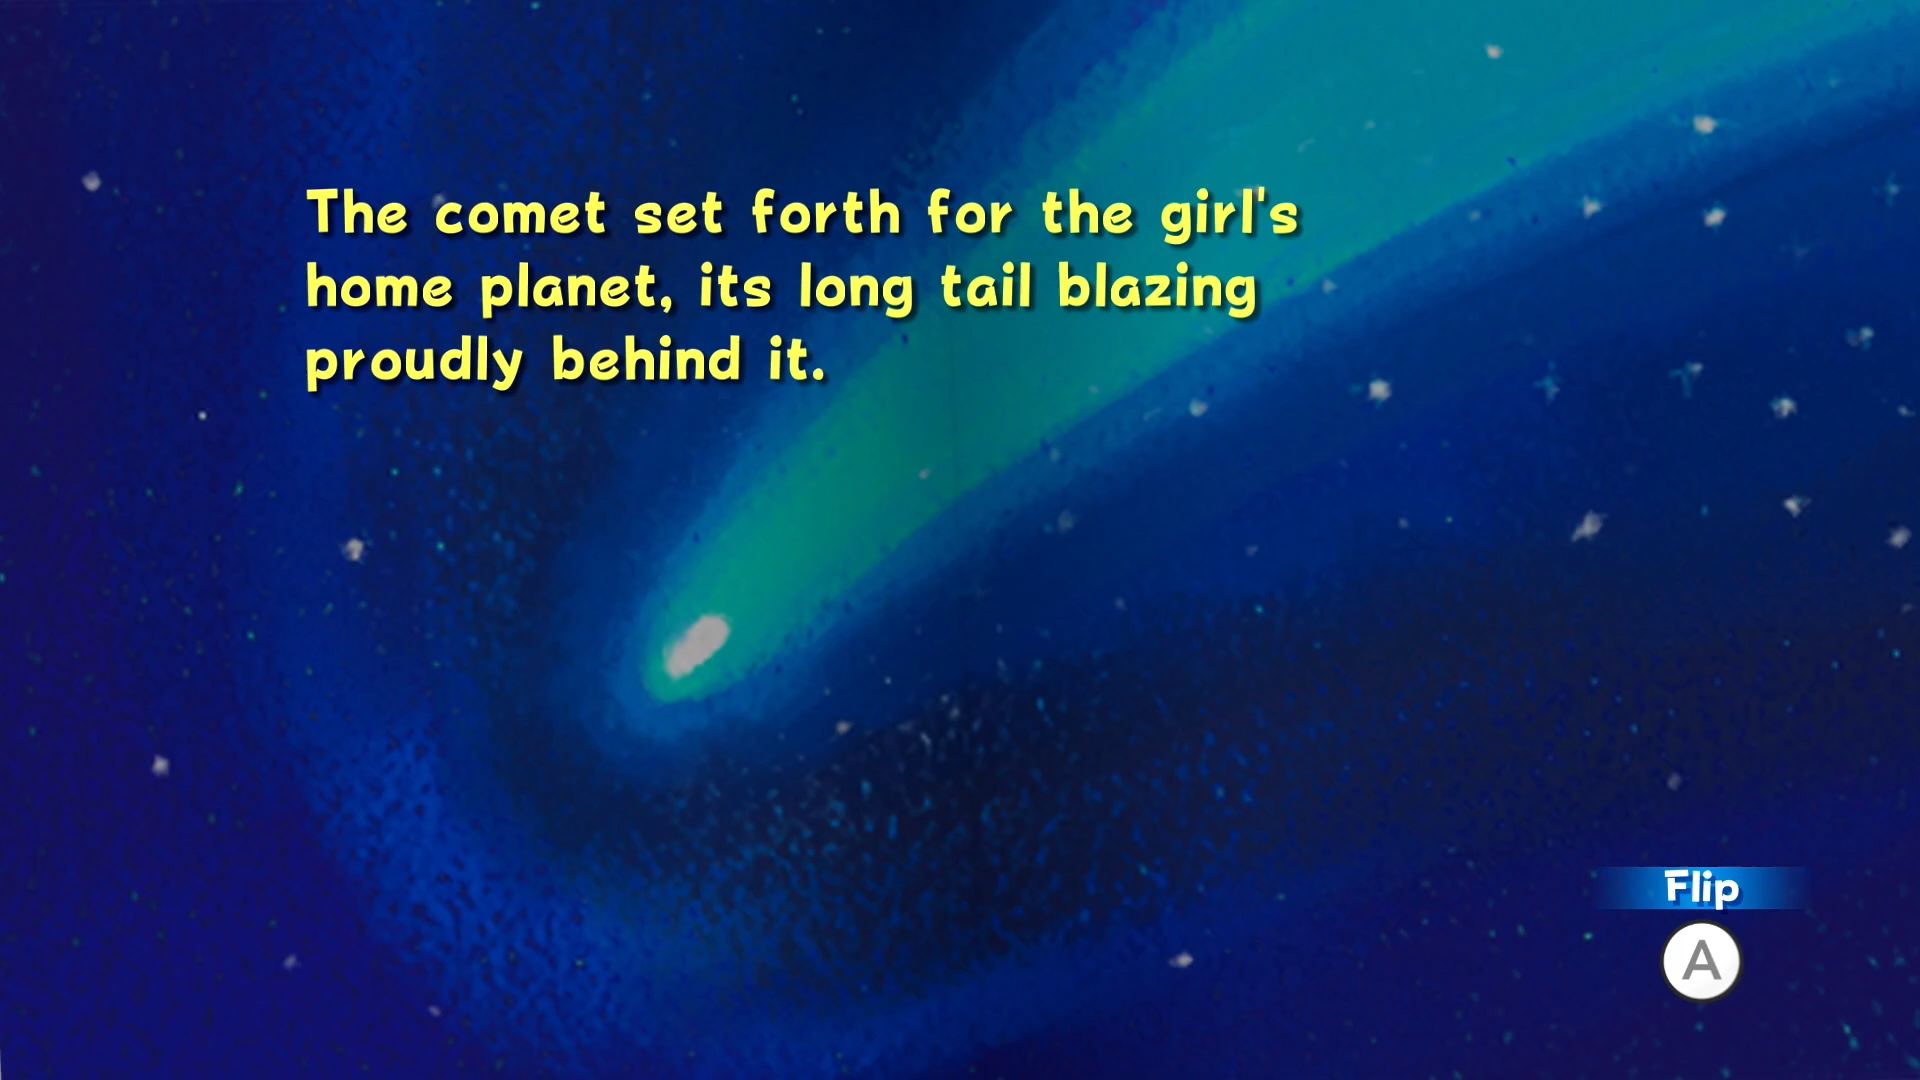 The comet set forth for the girl's
home planet, its long tail blazing
proudly behind it.
Flip
A